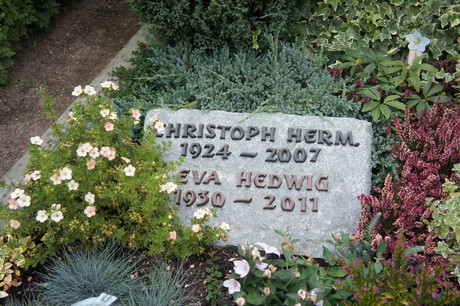 CHRISTOPH HERM.
1924 – 2007
EVA HEDWIG
1930 – 2011